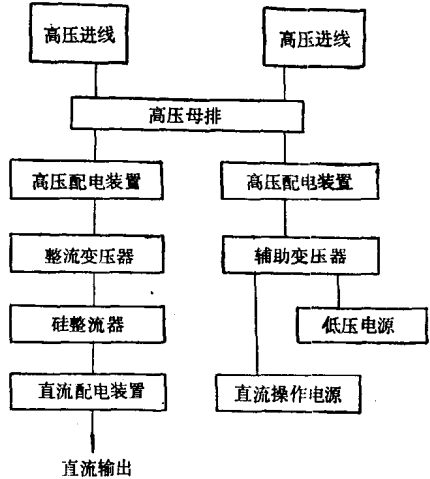 高压进线
高压进线
高压母排
高压配电装置
高压配电装置
整流变压器
辅助变压器
硅整流器
低压电源
直流配电装置
直流操作电源
直流输出